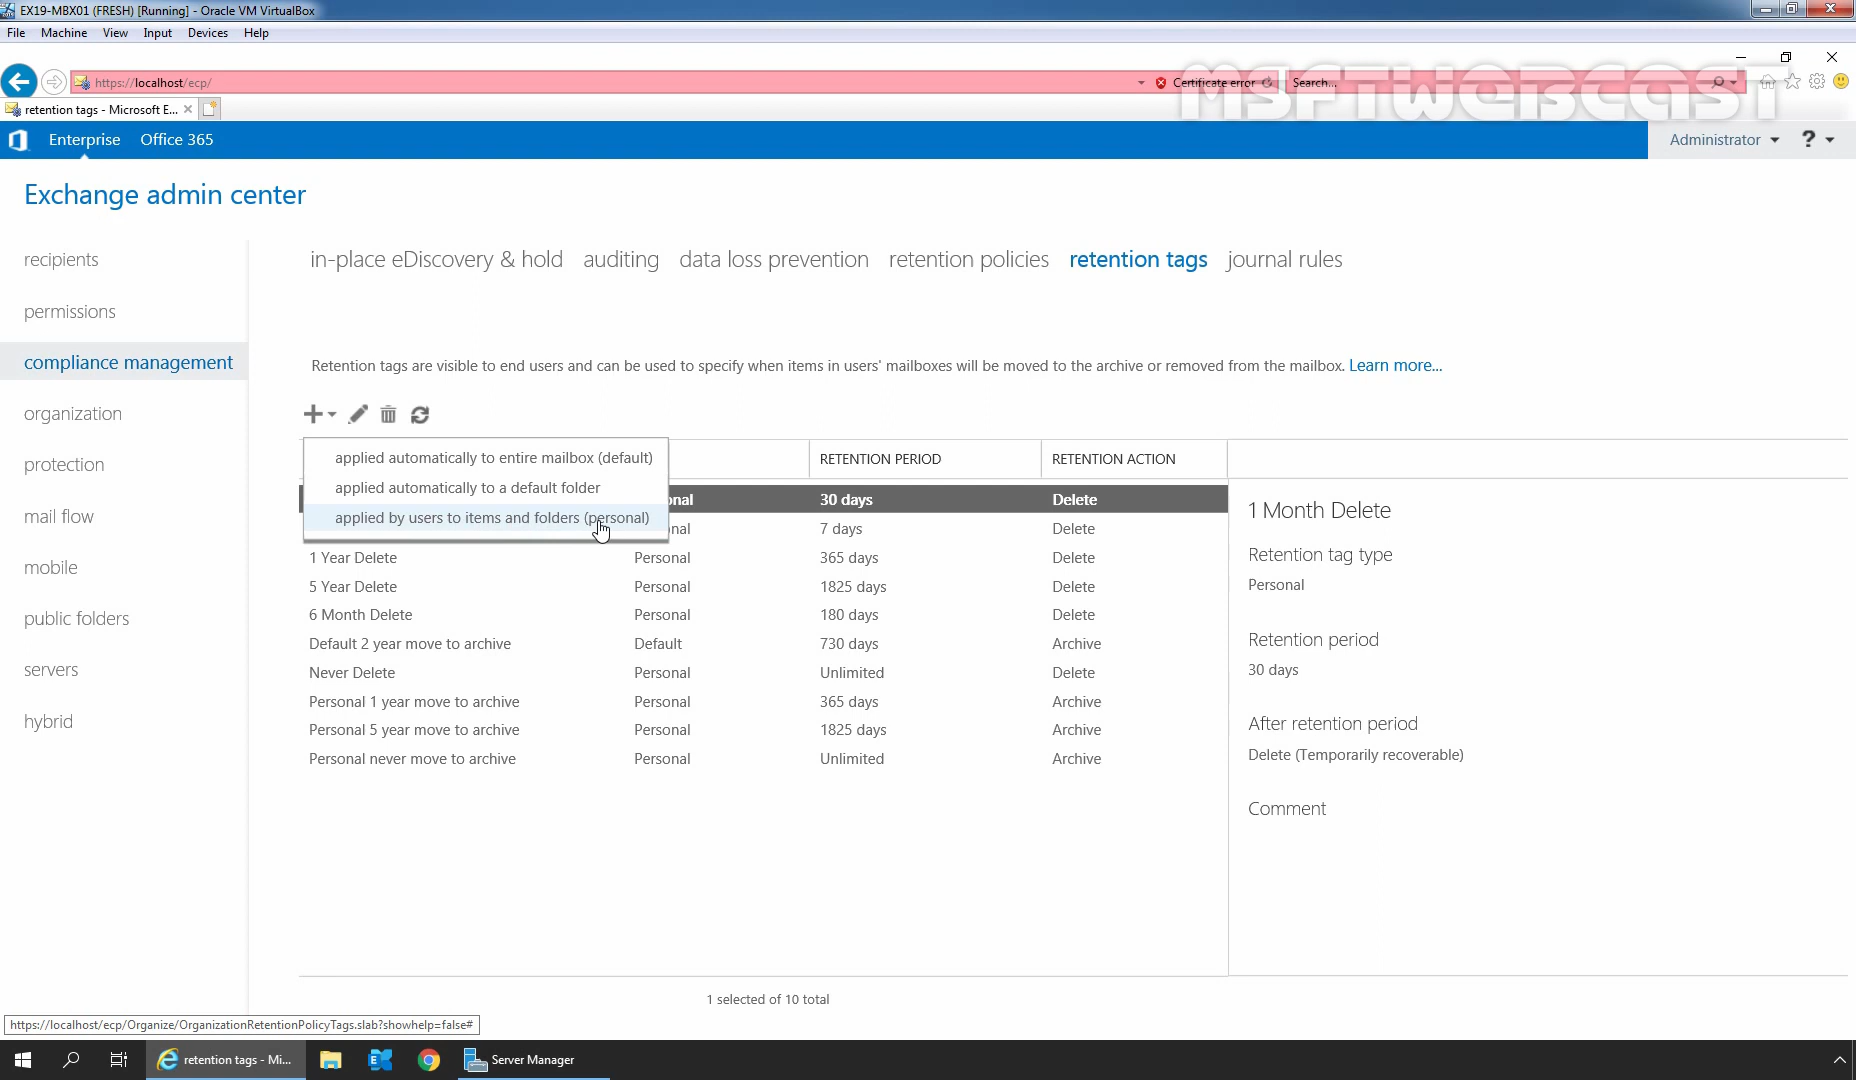 EX19-MBX01 (FRESH) [Running] - Oracle VM VirtualBox
File Machine View Input Devices Help
https://localhost/ecp/
Certificate error
Search...
MSFTWEBCAST
retention tags - Microsoft E...
Enterprise Office 365
Administrator ?
Exchange admin center
recipients
permissions
compliance management
organization
protection
mail flow
mobile
public folders
servers
hybrid
in-place eDiscovery & hold auditing data loss prevention retention policies retention tags journal rules
Retention tags are visible to end users and can be used to specify when items in users' mailboxes will be moved to the archive or removed from the mailbox. Learn more...
applied automatically to entire mailbox (default)
applied automatically to a default folder
applied by users to items and folders (personal)
RETENTION PERIOD RETENTION ACTION
onal 30 days Delete
nal 7 days Delete
1 Year Delete Personal 365 days Delete
5 Year Delete Personal 1825 days Delete
6 Month Delete Personal 180 days Delete
Default 2 year move to archive Default 730 days Archive
Never Delete Personal Unlimited Delete
Personal 1 year move to archive Personal 365 days Archive
Personal 5 year move to archive Personal 1825 days Archive
Personal never move to archive Personal Unlimited Archive
1 Month Delete
Retention tag type
Personal
Retention period
30 days
After retention period
Delete (Temporarily recoverable)
Comment
1 selected of 10 total
https://localhost/ecp/Organize/OrganizationRetentionPolicyTags.slab?showhelp=false#
retention tags - Mi...
Server Manager